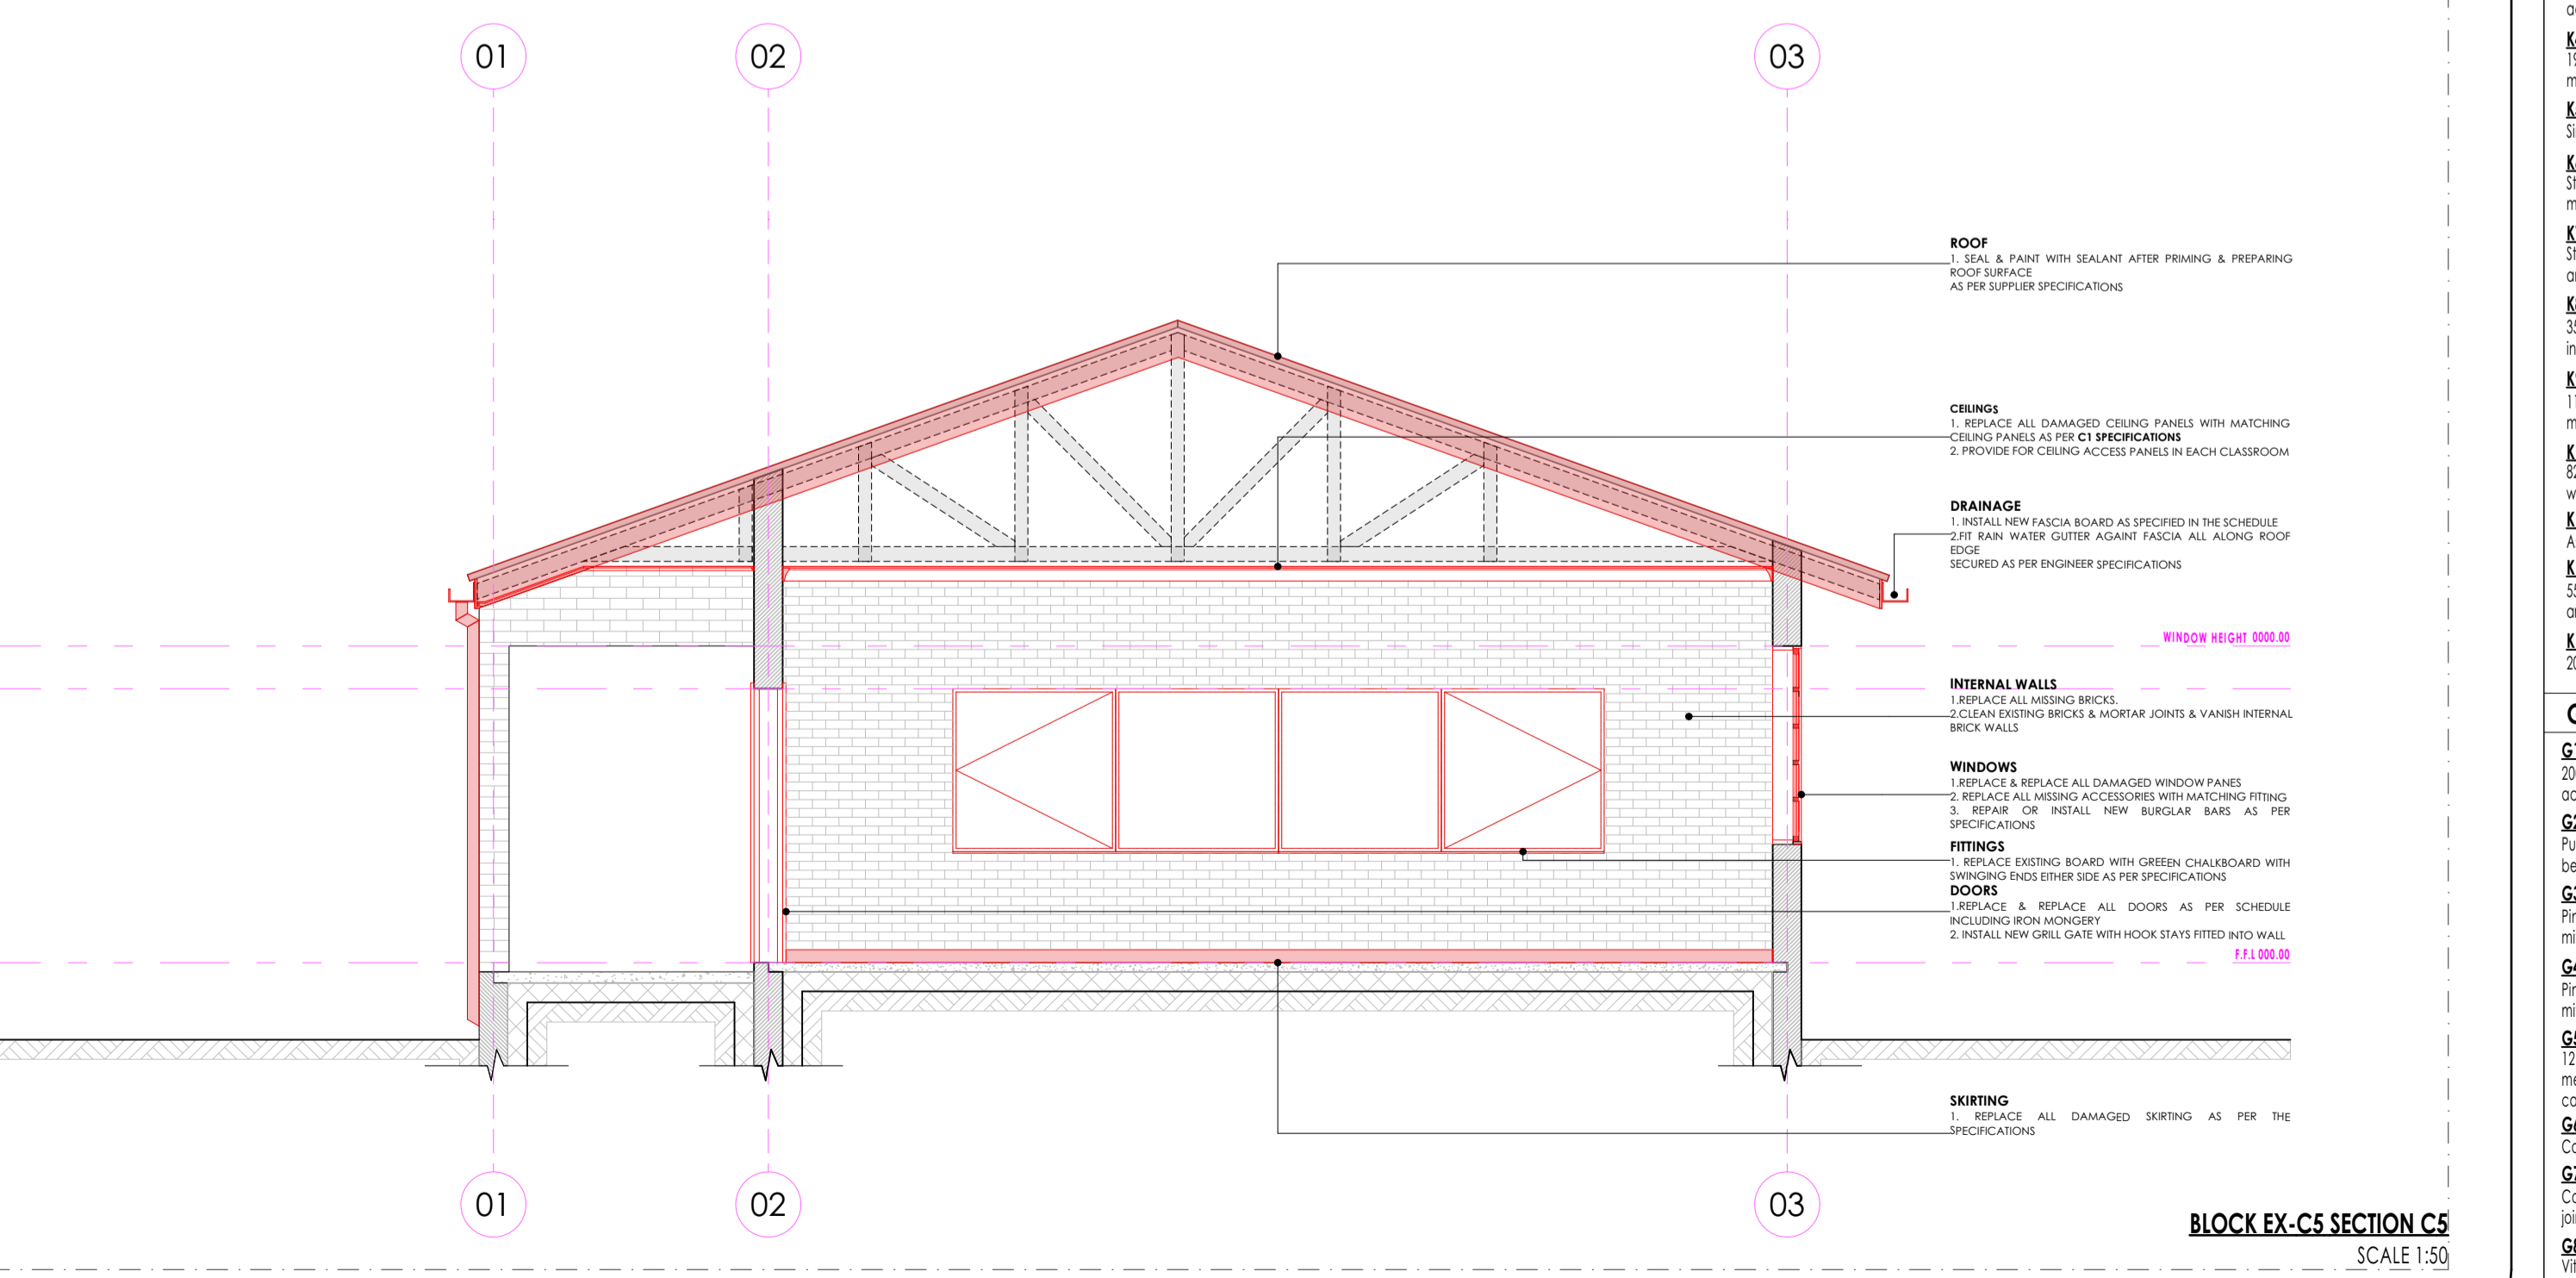 01
02
03
ROOF
1. SEAL & PAINT WITH SEALANT AFTER PRIMING & PREPARING
ROOF SURFACE
AS PER SUPPLIER SPECIFICATIONS
CEILINGS
1. REPLACE ALL DAMAGED CEILING PANELS WITH MATCHING
CEILING PANELS AS PER C1 SPECIFICATIONS
2. PROVIDE FOR CEILING ACCESS PANELS IN EACH CLASSROOM
DRAINAGE
1. INSTALL NEW FASCIA BOARD AS SPECIFIED IN THE SCHEDULE
2.FIT RAIN WATER GUTTER AGAINT FASCIA ALL ALONG ROOF
EDGE
SECURED AS PER ENGINEER SPECIFICATIONS
WINDOW HEIGHT 0000.00
INTERNAL WALLS
1.REPLACE ALL MISSING BRICKS.
2.CLEAN EXISTING BRICKS & MORTAR JOINTS & VANISH INTERNAL
BRICK WALLS
WINDOWS
1.REPLACE & REPLACE ALL DAMAGED WINDOW PANES
2. REPLACE ALL MISSING ACCESSORIES WITH MATCHING FITTING
3. REPAIR OR INSTALL NEW BURGLAR BARS AS PER
SPECIFICATIONS
FITTINGS
1. REPLACE EXISTING BOARD WITH GREEEN CHALKBOARD WITH
SWINGING ENDS EITHER SIDE AS PER SPECIFICATIONS
DOORS
1.REPLACE & REPLACE ALL DOORS AS PER SCHEDULE
INCLUDING IRON MONGERY
2. INSTALL NEW GRILL GATE WITH HOOK STAYS FITTED INTO WALL
F.F.L 000.00
SKIRTING
1. REPLACE ALL DAMAGED SKIRTING AS PER THE
SPECIFICATIONS
01
02
03
BLOCK EX-C5 SECTION C5
SCALE 1:50